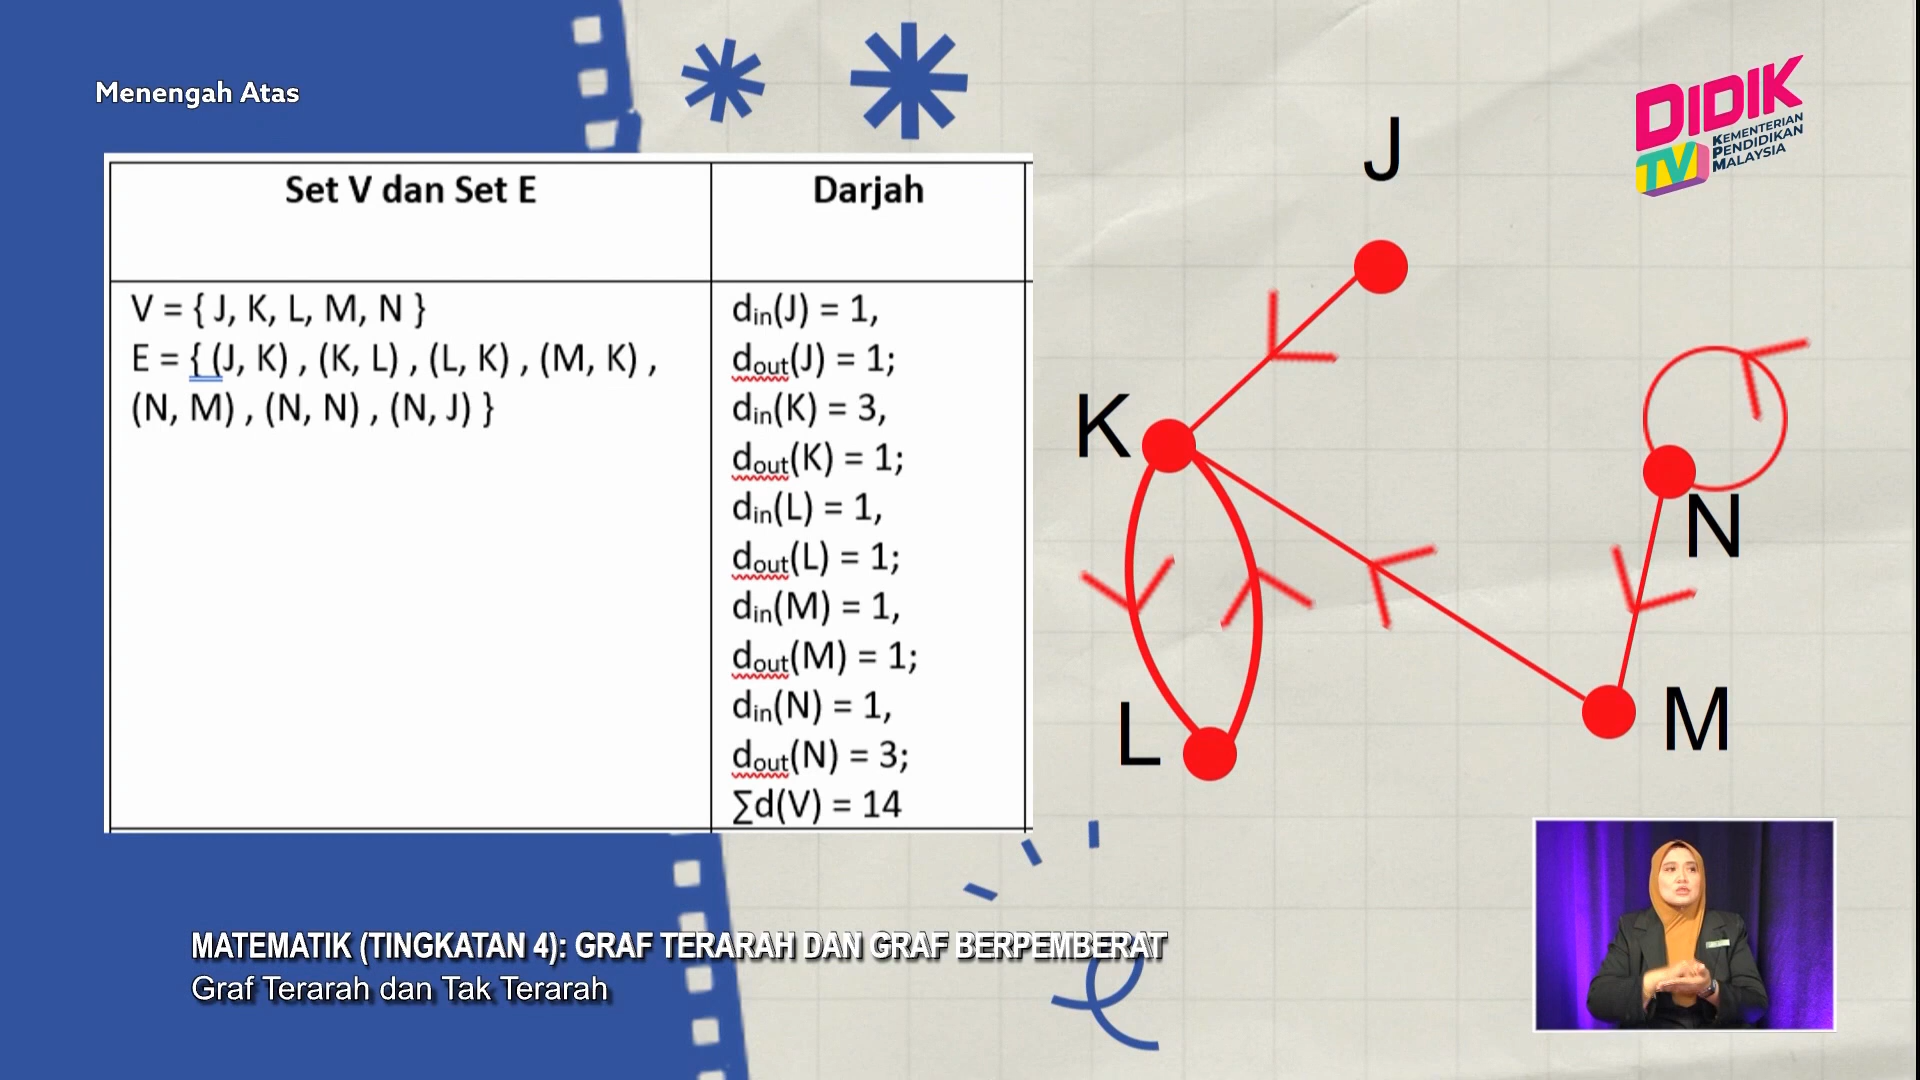 Menengah Atas
DIDIK
TV
KEMENTERIAN
PENDIDIKAN
MALAYSIA
Set V dan Set E
Darjah
V = { J, K, L, M, N }
E = { (J, K) , (K, L) , (L, K) , (M, K) ,
(N, M) , (N, N) , (N, J) }
din(J) = 1,
dout(J) = 1;
din(K) = 3,
dout(K) = 1;
din(L) = 1,
dout(L) = 1;
din(M) = 1,
dout(M) = 1;
din(N) = 1,
dout(N) = 3;
∑d(V) = 14
J
K
N
L
M
MATEMATIK (TINGKATAN 4): GRAF TERARAH DAN GRAF BERPEMBERAT
Graf Terarah dan Tak Terarah